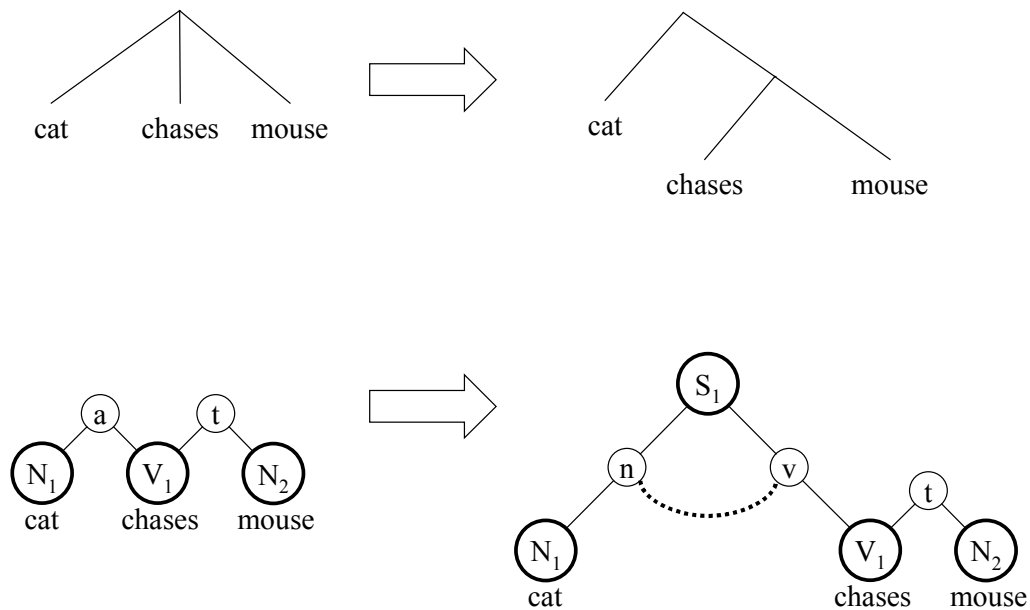 cat chases mouse
cat
chases mouse
S₁
a t
n v
t
N₁ V₁ N₂
cat chases mouse
N₁ V₁ N₂
cat chases mouse